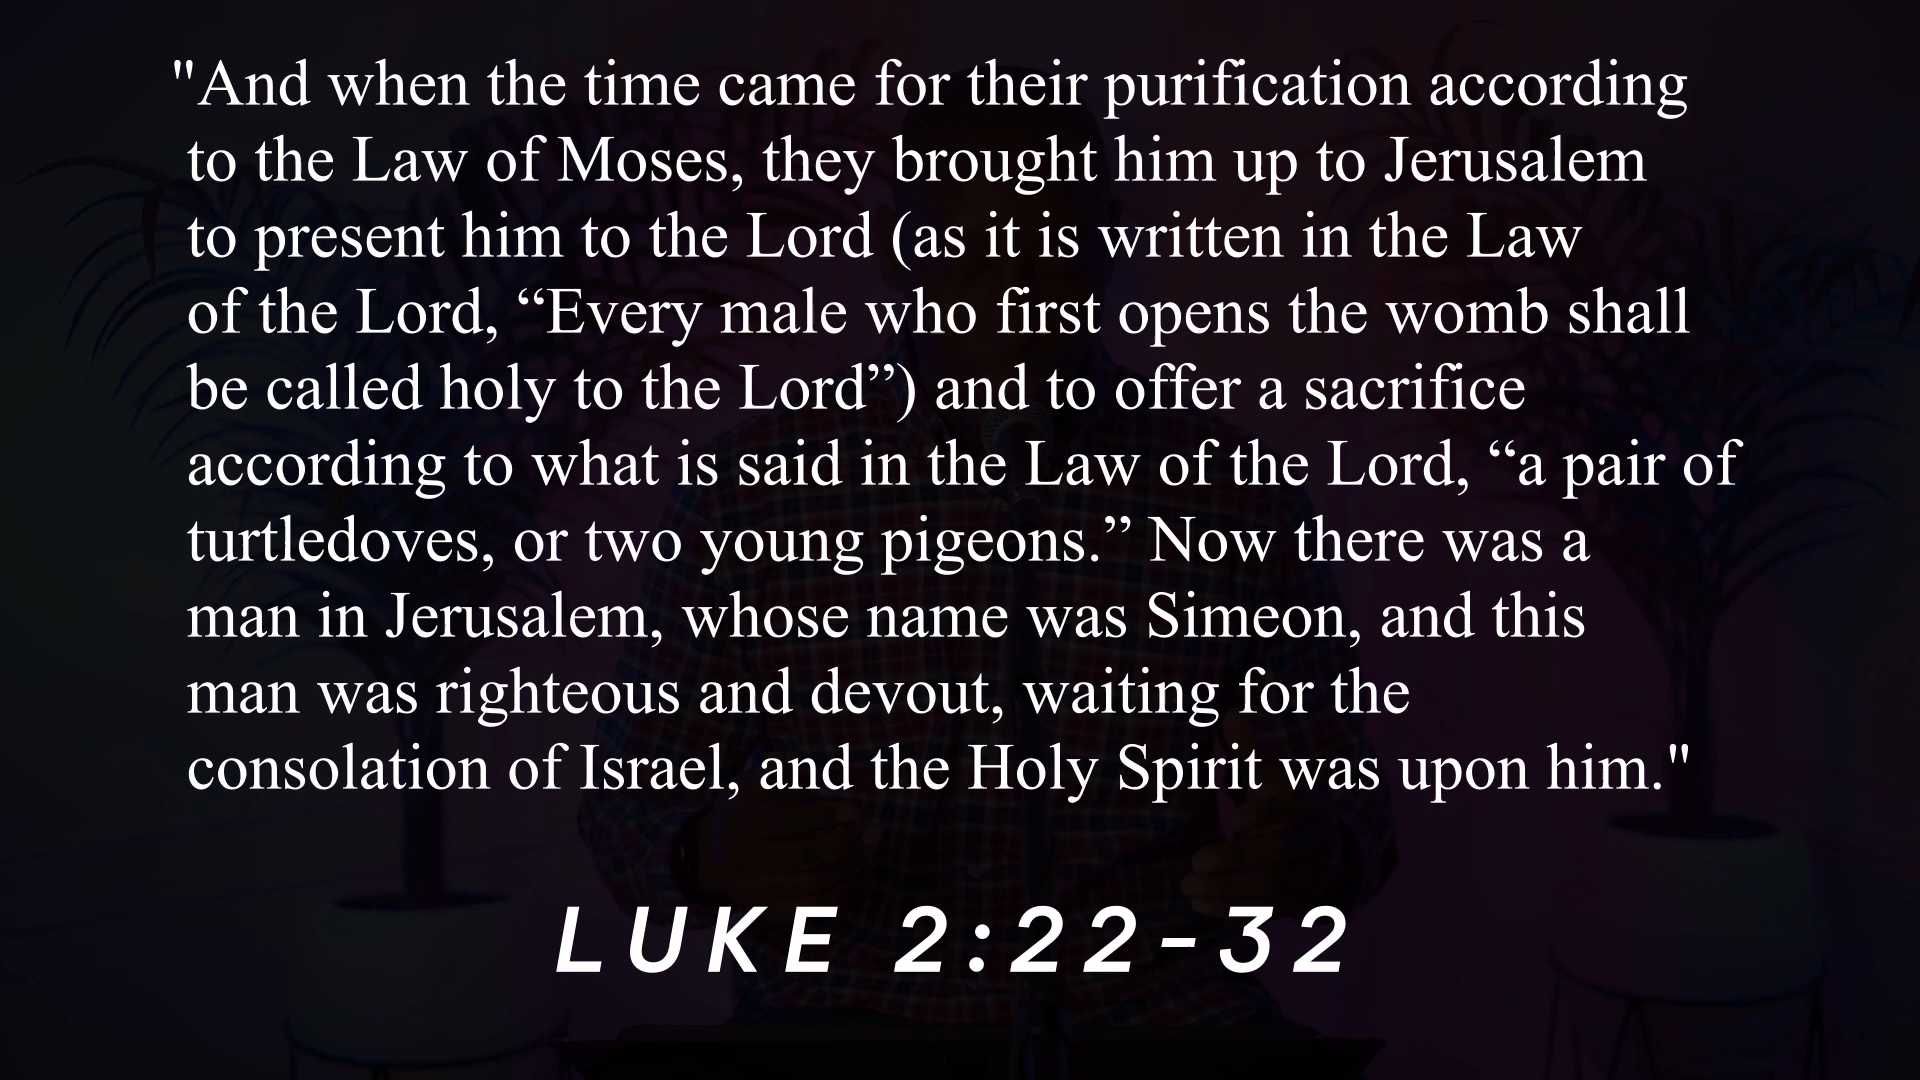 "And when the time came for their purification according
to the Law of Moses, they brought him up to Jerusalem
to present him to the Lord (as it is written in the Law
of the Lord, “Every male who first opens the womb shall
be called holy to the Lord”) and to offer a sacrifice
according to what is said in the Law of the Lord, “a pair of
turtledoves, or two young pigeons.” Now there was a
man in Jerusalem, whose name was Simeon, and this
man was righteous and devout, waiting for the
consolation of Israel, and the Holy Spirit was upon him."
LUKE 2:22-32